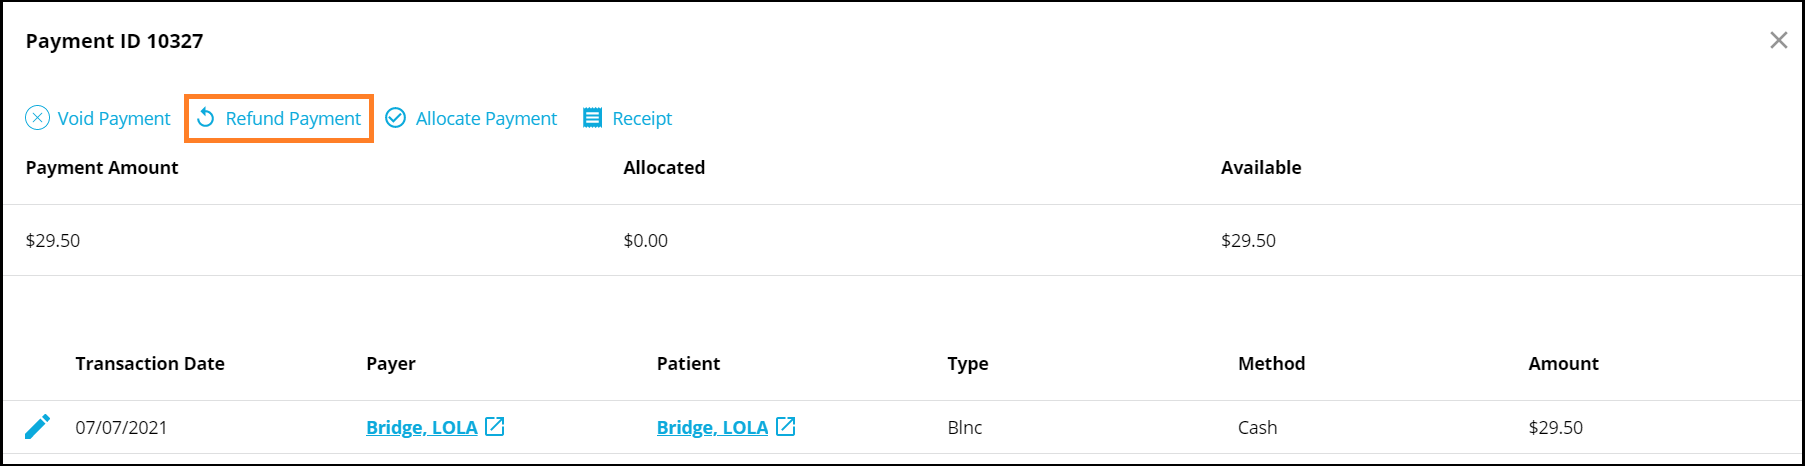 Payment ID 10327
Void Payment Refund Payment Allocate Payment Receipt
Payment Amount Allocated Available
$29.50 $0.00 $29.50
Transaction Date Payer Patient Type Method Amount
07/07/2021 Bridge, LOLA Bridge, LOLA Blnc Cash $29.50